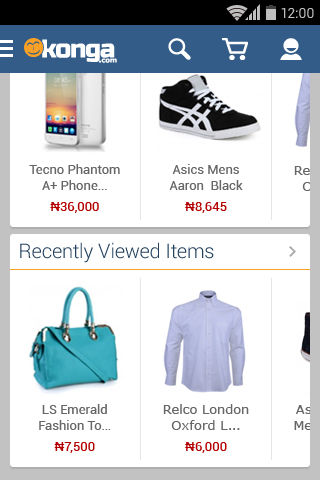 12:00
konga
.com
Tecno Phantom
A+ Phone...
₦36,000
Asics Mens
Aaron Black
₦8,645
Re
O
Recently Viewed Items
LS Emerald
Fashion To...
₦7,500
Relco London
Oxford L...
₦6,000
As
Me